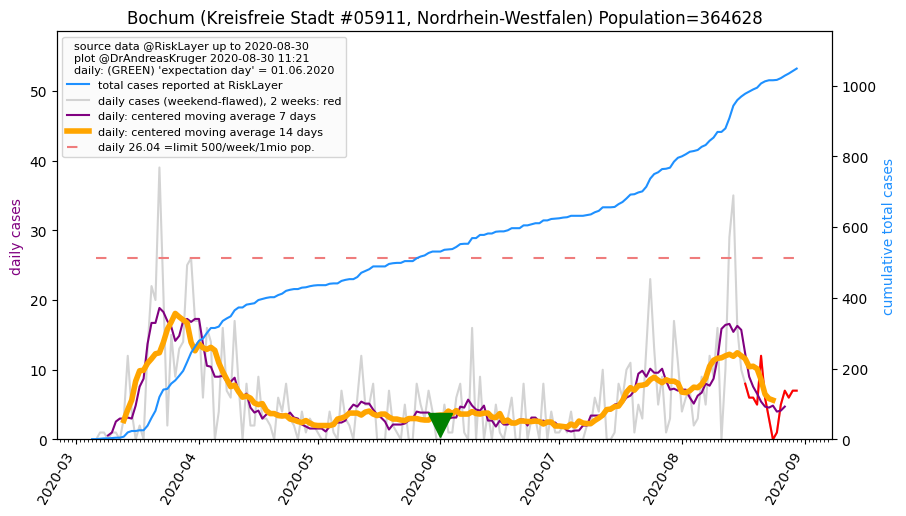 Bochum (Kreisfreie Stadt #05911, Nordrhein-Westfalen) Population=364628
source data @RiskLayer up to 2020-08-30
plot @DrAndreasKruger 2020-08-30 11:21
daily: (GREEN) 'expectation day' = 01.06.2020
total cases reported at RiskLayer
daily cases (weekend-flawed), 2 weeks: red
daily: centered moving average 7 days
daily: centered moving average 14 days
daily 26.04 =limit 500/week/1mio pop.
daily cases
50
40
30
20
10
0
cumulative total cases
1000
800
600
400
200
0
2020-03
2020-04
2020-05
2020-06
2020-07
2020-08
2020-09